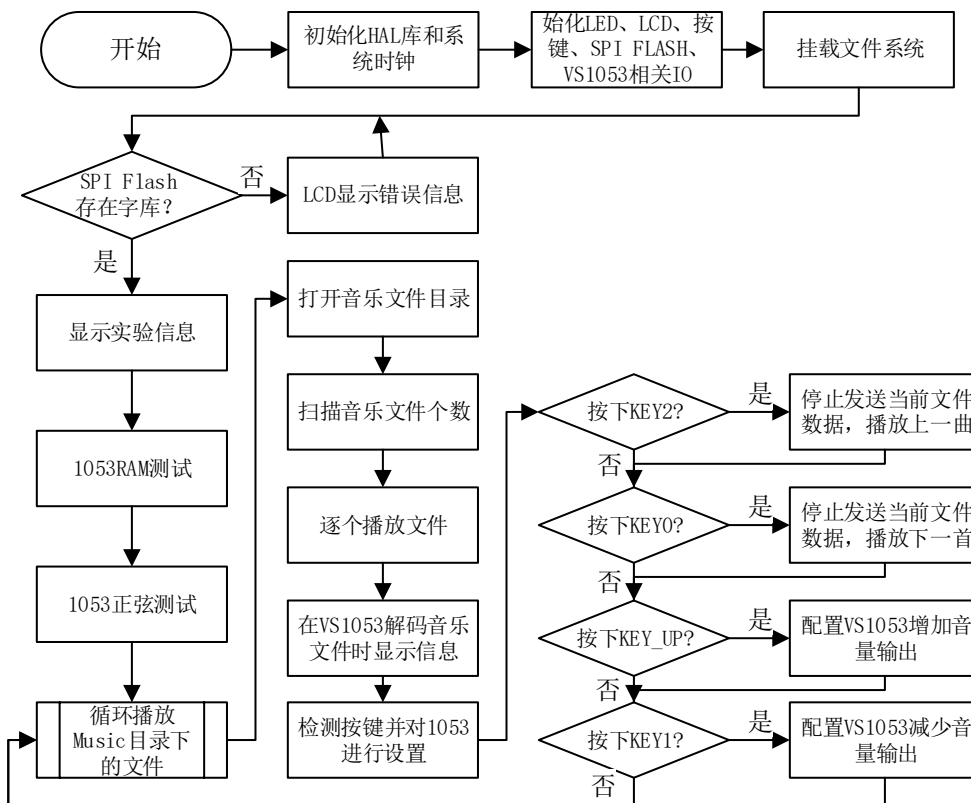 开始
初始化HAL库和系
统时钟
始化LED、LCD、按
键、SPI FLASH、
VS1053相关IO
挂载文件系统
SPI Flash
存在字库?
否
LCD显示错误信息
是
显示实验信息
1053RAM测试
1053正弦测试
循环播放
Music目录下
的文件
打开音乐文件目录
扫描音乐文件个数
逐个播放文件
在VS1053解码音乐
文件时显示信息
检测按键并对1053
进行设置
按下KEY2?
是
停止发送当前文件
数据，播放上一曲
否
按下KEY0?
是
停止发送当前文件
数据，播放下一首
否
按下KEY_UP?
是
配置VS1053增加音
量输出
否
按下KEY1?
是
配置VS1053减少音
量输出
否